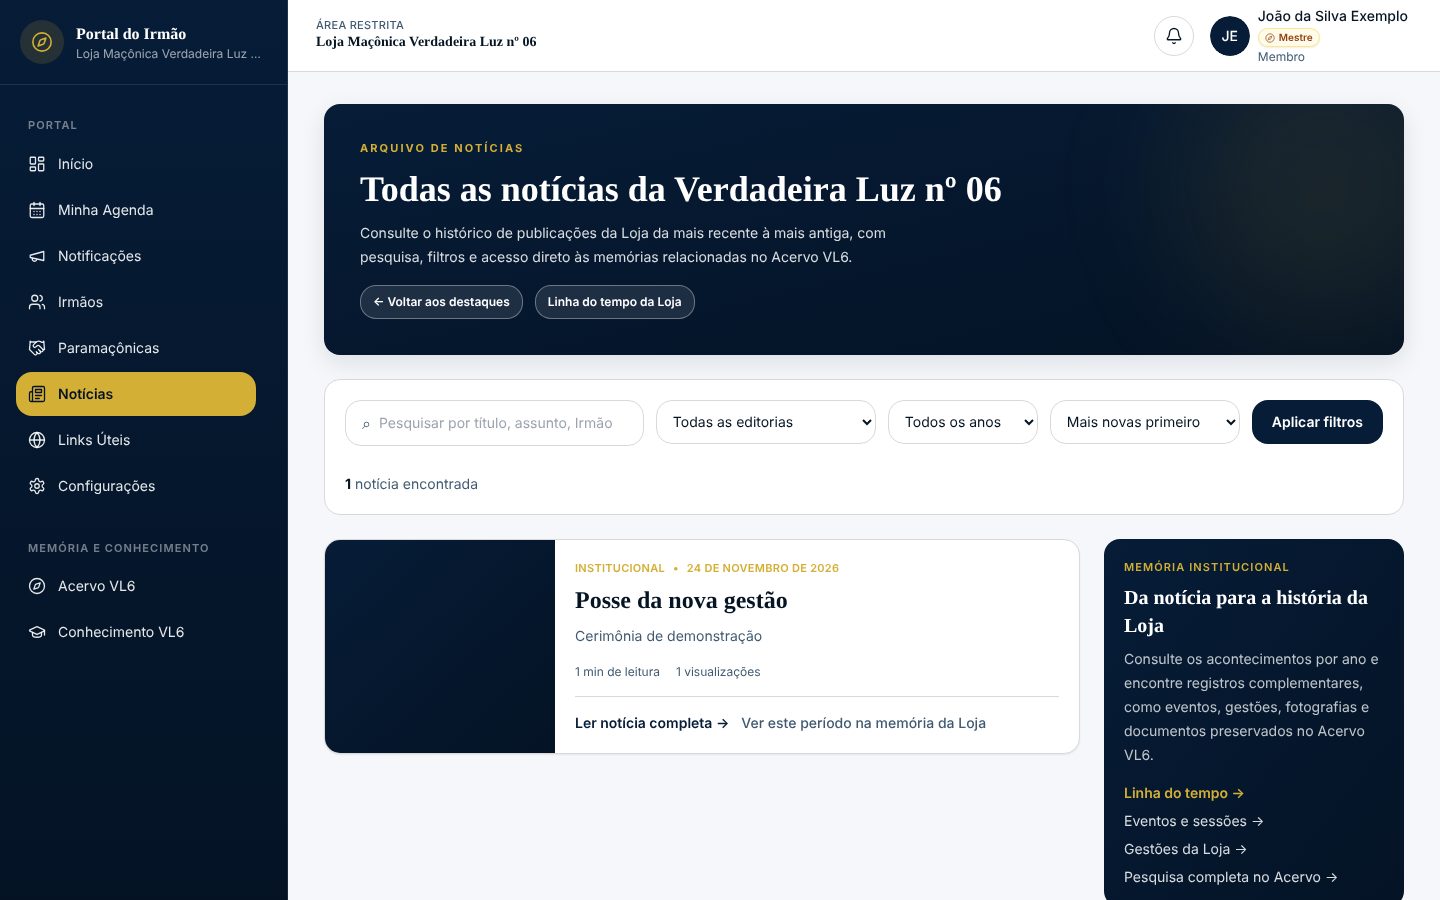 Portal do Irmão
Loja Maçônica Verdadeira Luz ...
PORTAL
Início
Minha Agenda
Notificações
Irmãos
Paramaçônicas
Notícias
Links Úteis
Configurações
MEMÓRIA E CONHECIMENTO
Acervo VL6
Conhecimento VL6
ÁREA RESTRITA
Loja Maçônica Verdadeira Luz nº 06
JE
João da Silva Exemplo
Mestre
Membro
ARQUIVO DE NOTÍCIAS
Todas as notícias da Verdadeira Luz nº 06
Consulte o histórico de publicações da Loja da mais recente à mais antiga, com
pesquisa, filtros e acesso direto às memórias relacionadas no Acervo VL6.
← Voltar aos destaques
Linha do tempo da Loja
Pesquisar por título, assunto, Irmão
Todas as editorias
Todos os anos
Mais novas primeiro
Aplicar filtros
1 notícia encontrada
INSTITUCIONAL • 24 DE NOVEMBRO DE 2026
Posse da nova gestão
Cerimônia de demonstração
1 min de leitura 1 visualizações
Ler notícia completa → Ver este período na memória da Loja
MEMÓRIA INSTITUCIONAL
Da notícia para a história da
Loja
Consulte os acontecimentos por ano e
encontre registros complementares,
como eventos, gestões, fotografias e
documentos preservados no Acervo
VL6.
Linha do tempo →
Eventos e sessões →
Gestões da Loja →
Pesquisa completa no Acervo →